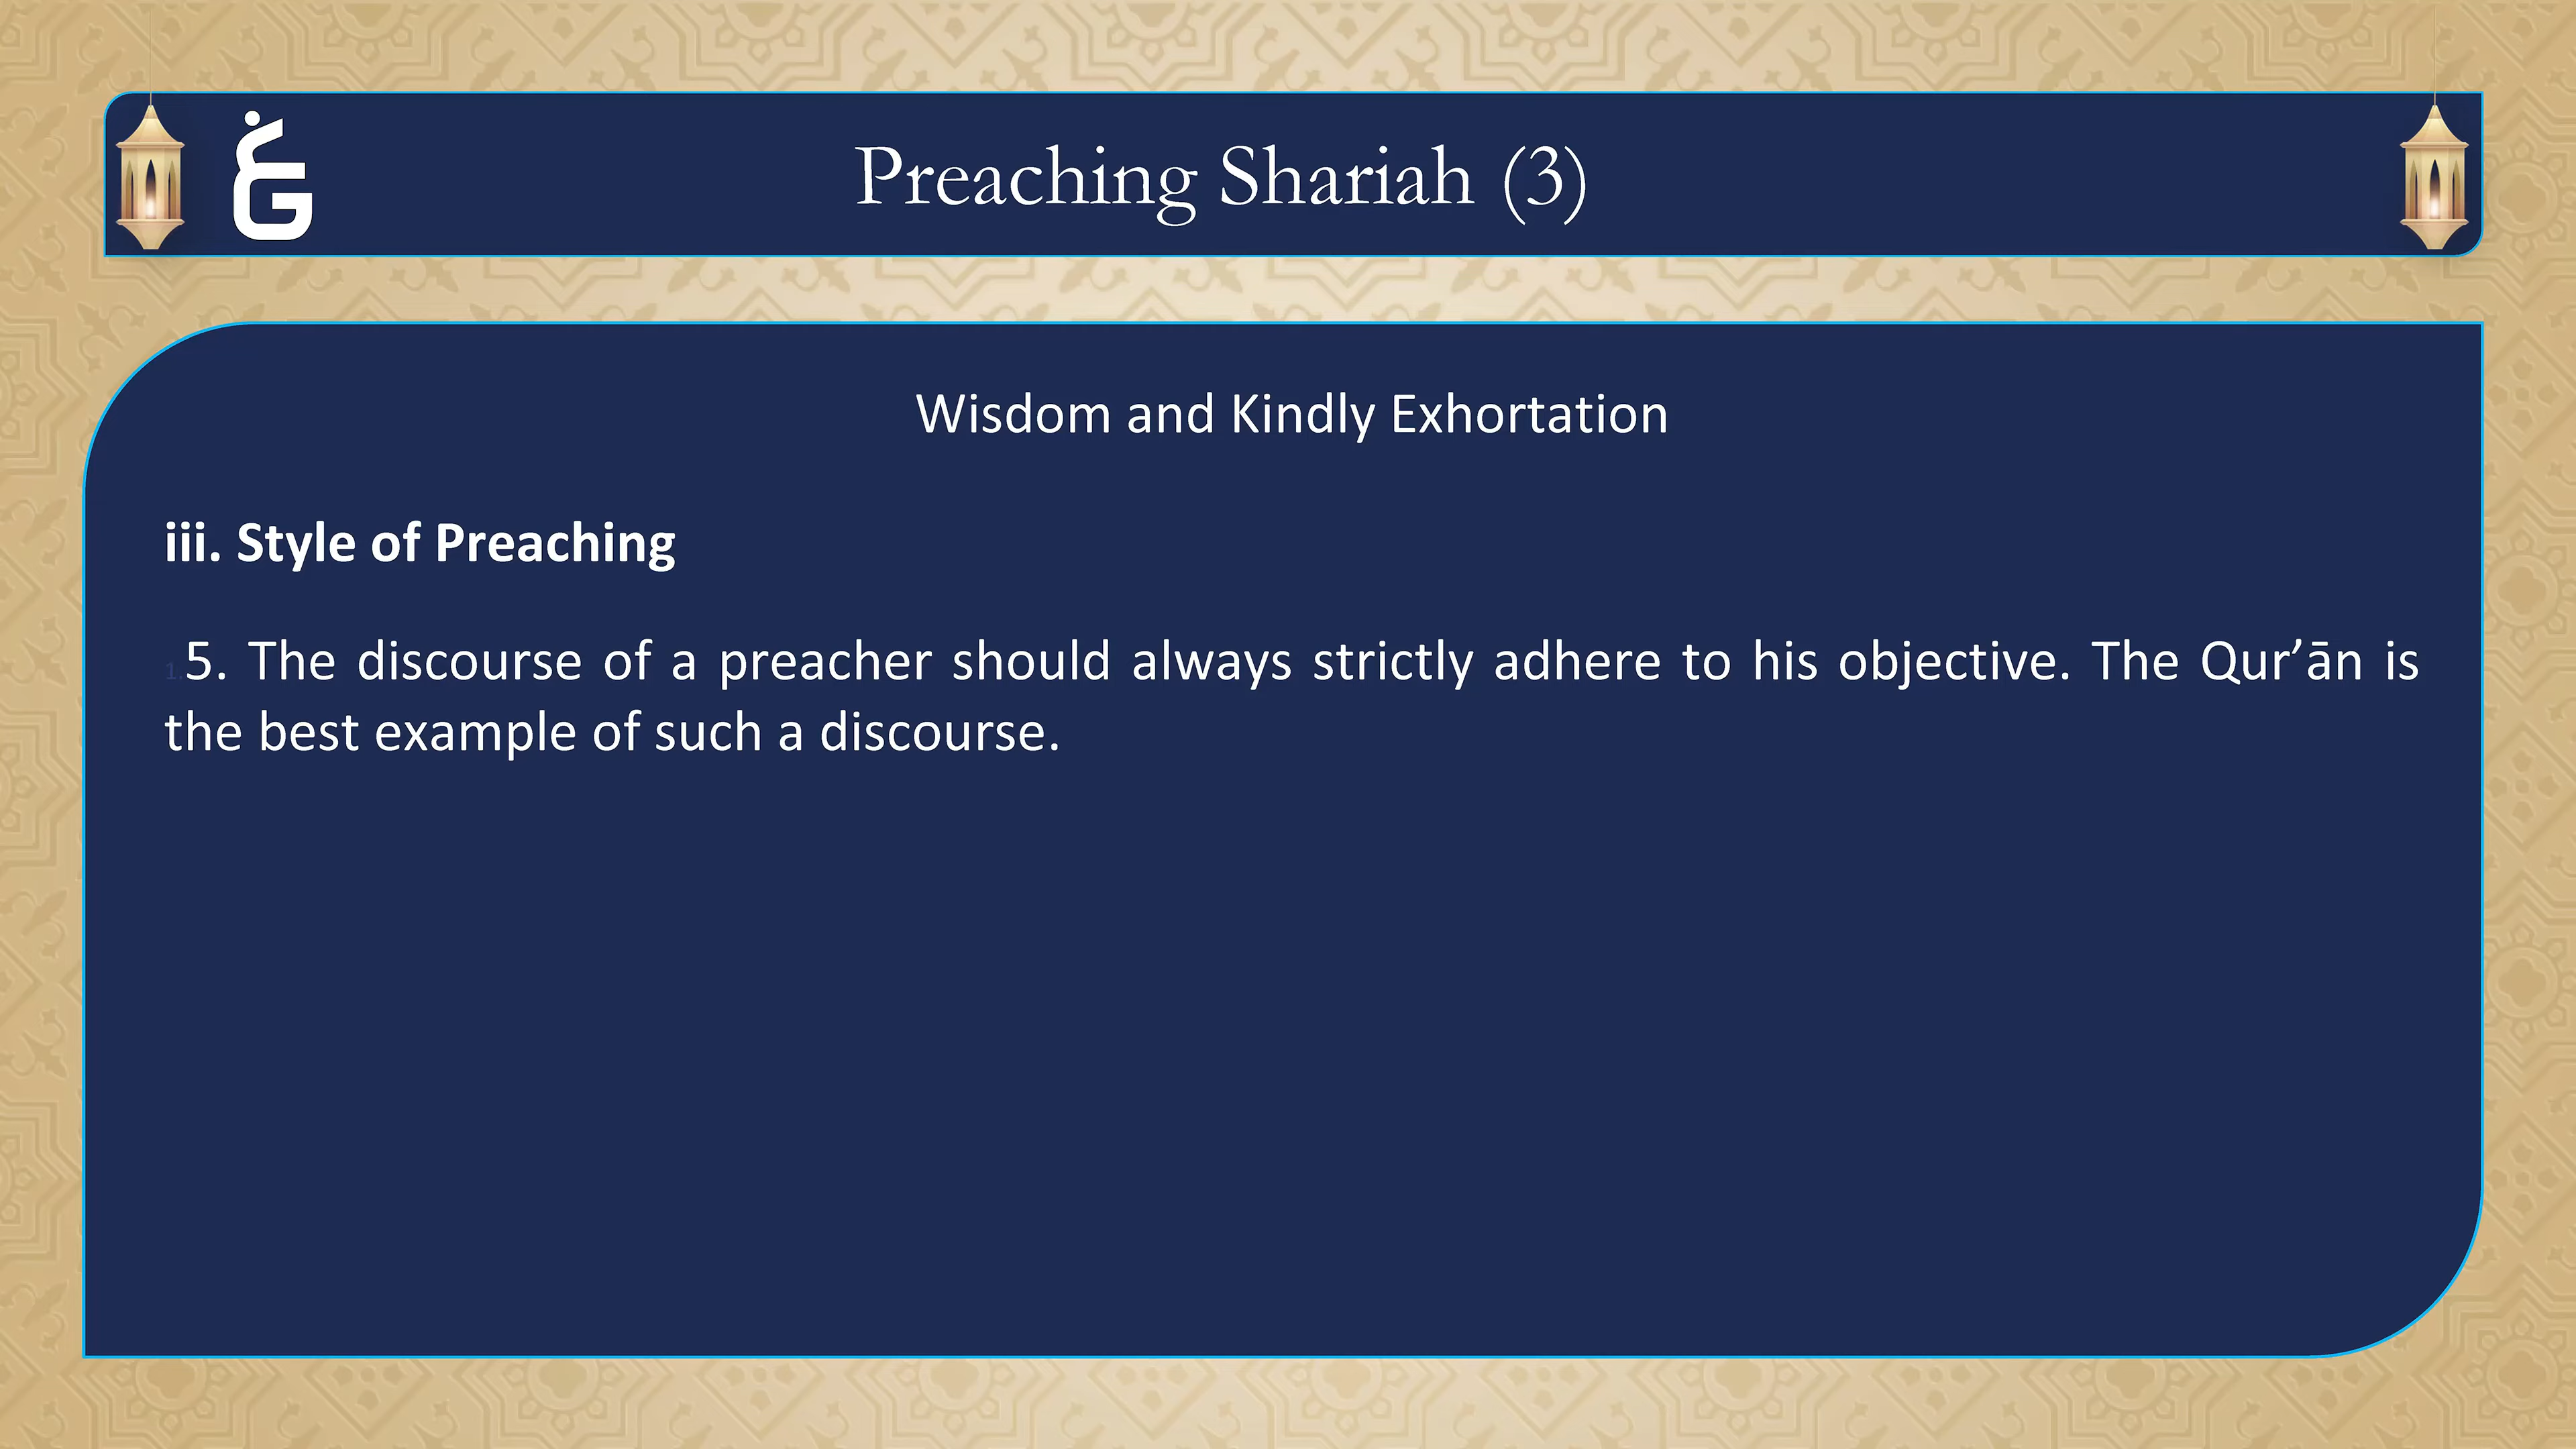 غ
G
Preaching Shariah (3)
Wisdom and Kindly Exhortation
iii. Style of Preaching
1.5. The discourse of a preacher should always strictly adhere to his objective. The Qur’ān is
the best example of such a discourse.